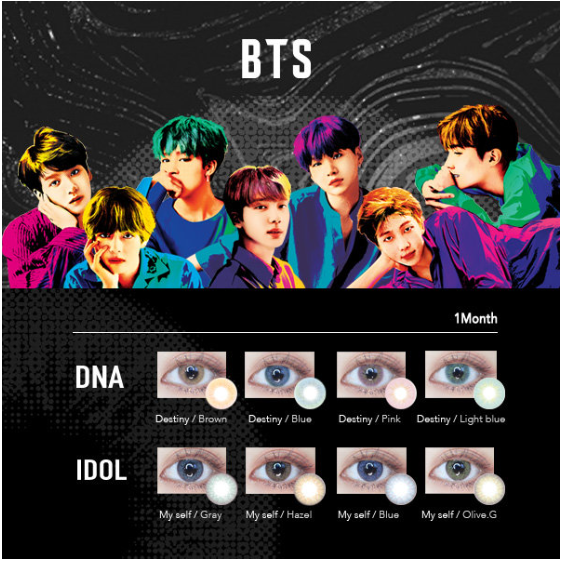 BTS
1Month
DNA
Destiny / Brown
Destiny / Blue
Destiny / Pink
Destiny / Light blue
IDOL
My self / Gray
My self / Hazel
My self / Blue
My self / Olive.G